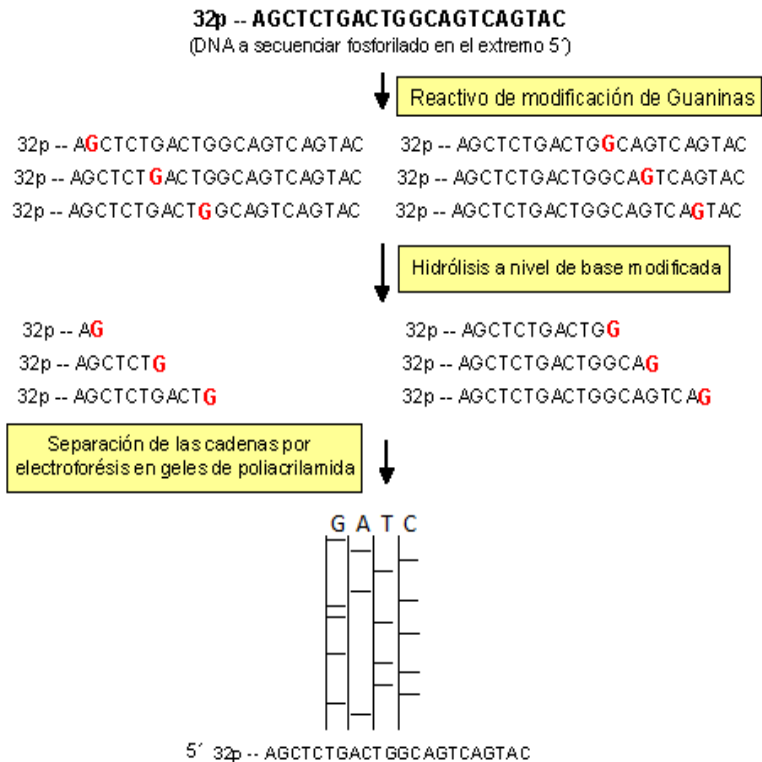 32p -- AGCTCTGACTGGCAGTCAGTAC
(DNA a secuenciar fosforilado en el extremo 5´)
Reactivo de modificación de Guaninas
32p -- AGCTCTGACTGGCAGTCAGTAC
32p -- AGCTCTGACTGGCAGTCAGTAC
32p -- AGCTCTGACTGGCAGTCAGTAC
32p -- AGCTCTGACTGGCAGTCAGTAC
32p -- AGCTCTGACTGGCAGTCAGTAC
32p -- AGCTCTGACTGGCAGTCAGTAC
Hidrólisis a nivel de base modificada
32p -- AG
32p -- AGCTCTG
32p -- AGCTCTGACTG
32p -- AGCTCTGACTGG
32p -- AGCTCTGACTGGCAG
32p -- AGCTCTGACTGGCAGTCAG
Separación de las cadenas por
electroforésis en geles de poliacrilamida
G A T C
5´ 32p -- AGCTCTGACTGGCAGTCAGTAC